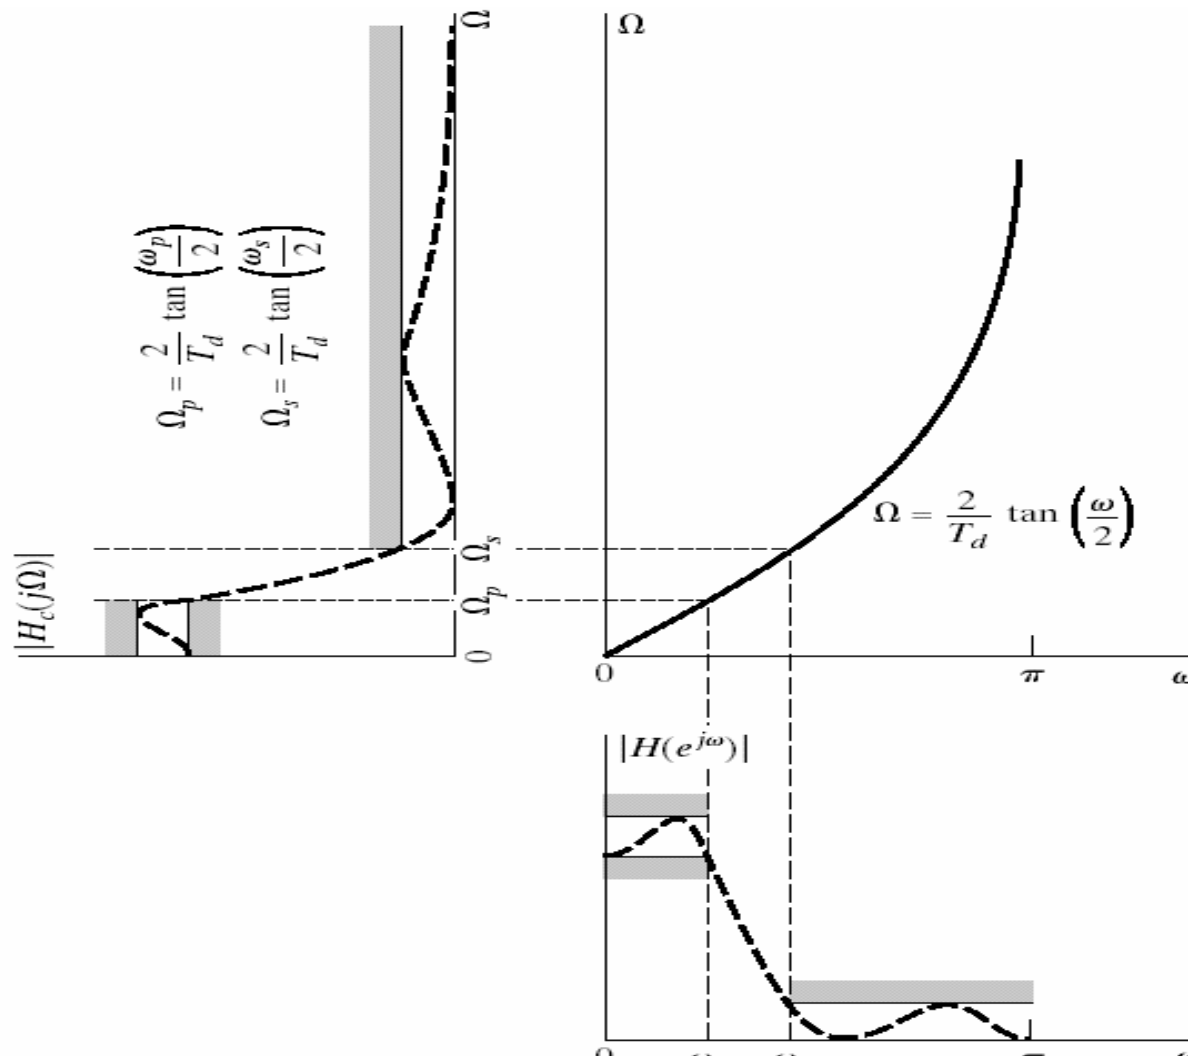 Ω
Ω
Ω_p = 2/T_d tan (ω_p/2)
Ω_s = 2/T_d tan (ω_s/2)
Ω = 2/T_d tan (ω/2)
|H_c(jΩ)|
0 Ω_p Ω_s
0 π ω
|H(e^{jω})|
0 π